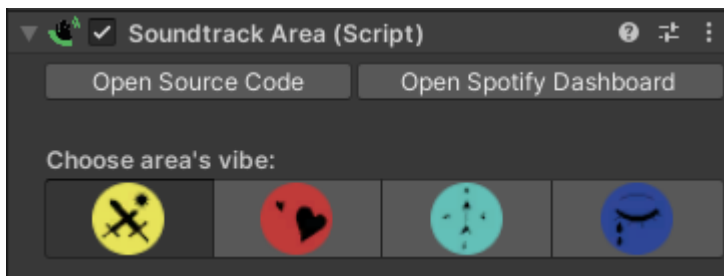 Soundtrack Area (Script)
Open Source Code Open Spotify Dashboard
Choose area's vibe: